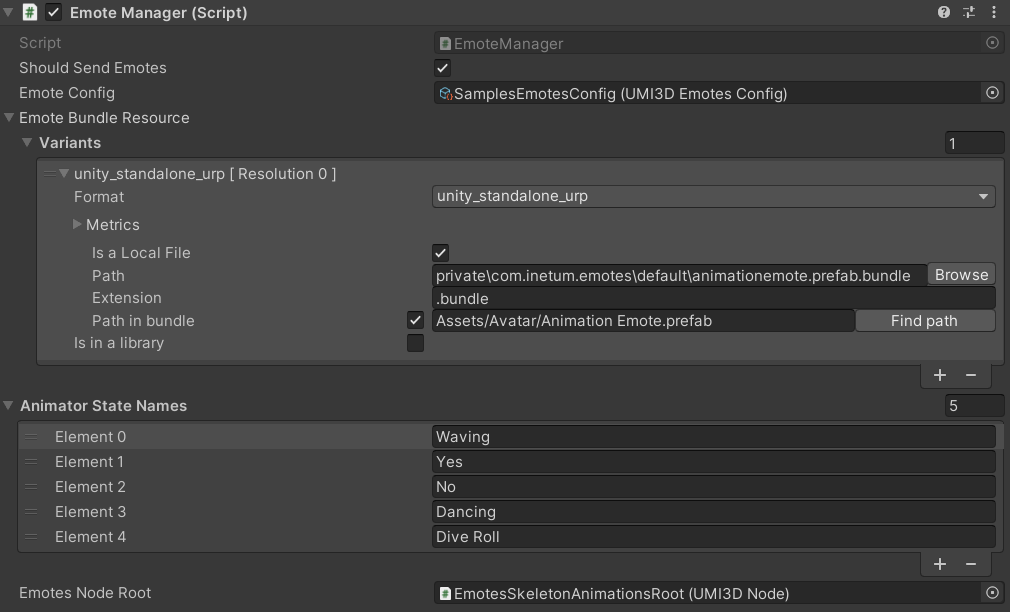 Emote Manager (Script)
Script EmoteManager
Should Send Emotes
Emote Config SamplesEmotesConfig (UMI3D Emotes Config)
Emote Bundle Resource
Variants 1
unity_standalone_urp [ Resolution 0 ]
Format unity_standalone_urp
Metrics
Is a Local File
Path private\com.inetum.emotes\default\animationemote.prefab.bundle Browse
Extension .bundle
Path in bundle Assets/Avatar/Animation Emote.prefab Find path
Is in a library
+ −
Animator State Names 5
Element 0 Waving
Element 1 Yes
Element 2 No
Element 3 Dancing
Element 4 Dive Roll
+ −
Emotes Node Root EmotesSkeletonAnimationsRoot (UMI3D Node)